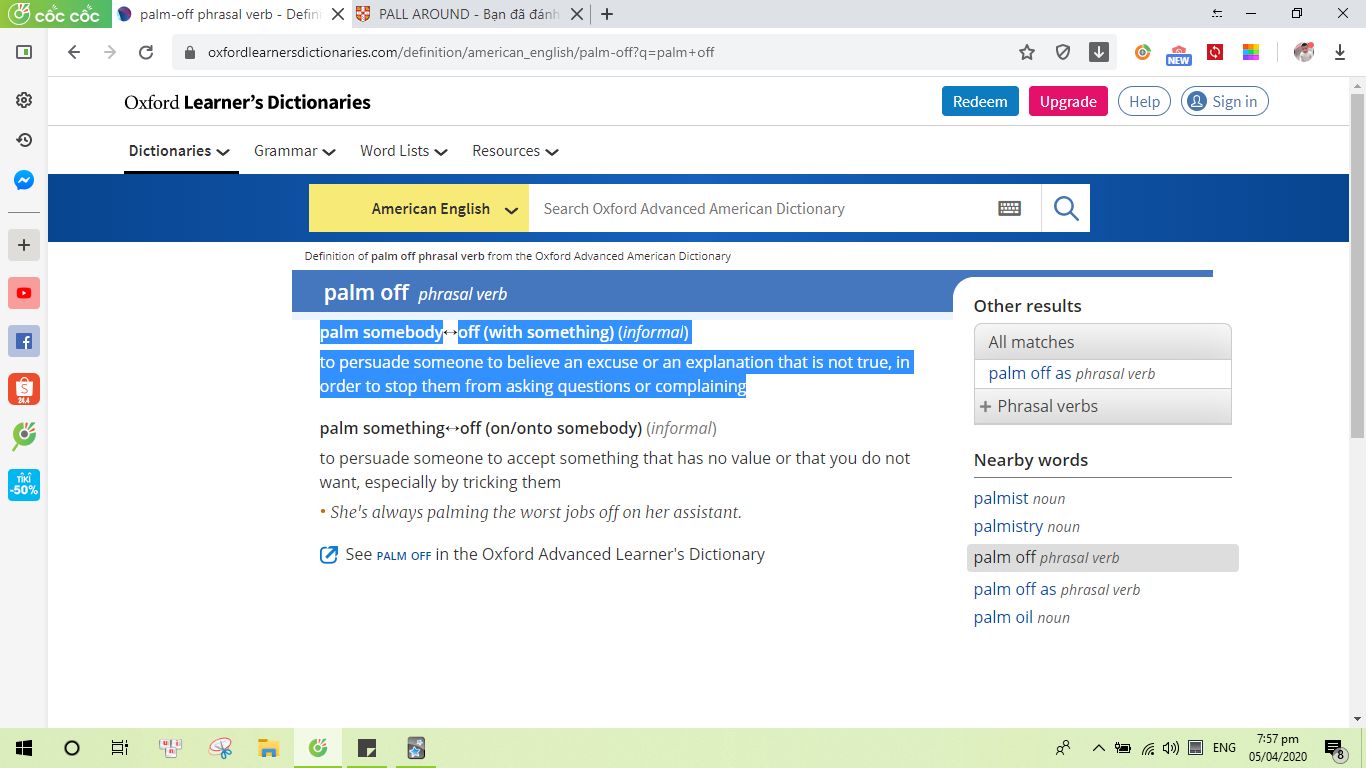 cốc cốc
palm-off phrasal verb - Defin
PALL AROUND - Bạn đã đánh
oxfordlearnersdictionaries.com/definition/american_english/palm-off?q=palm+off
NEW
Oxford Learner's Dictionaries
Redeem
Upgrade
Help
Sign in
Dictionaries
Grammar
Word Lists
Resources
American English
Search Oxford Advanced American Dictionary
Definition of palm off phrasal verb from the Oxford Advanced American Dictionary
palm off phrasal verb
palm somebody↔off (with something) (informal)
to persuade someone to believe an excuse or an explanation that is not true, in
order to stop them from asking questions or complaining
palm something↔off (on/onto somebody) (informal)
to persuade someone to accept something that has no value or that you do not
want, especially by tricking them
• She's always palming the worst jobs off on her assistant.
See PALM OFF in the Oxford Advanced Learner's Dictionary
Other results
All matches
palm off as phrasal verb
+ Phrasal verbs
Nearby words
palmist noun
palmistry noun
palm off phrasal verb
palm off as phrasal verb
palm oil noun
S
24.4
TIKI
-50%
ENG
7:57 pm
05/04/2020
8